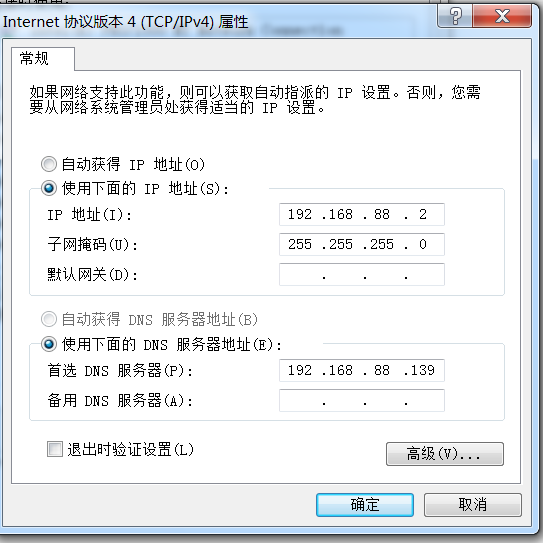 Internet 协议版本 4 (TCP/IPv4) 属性
常规
如果网络支持此功能，则可以获取自动指派的 IP 设置。否则，您需
要从网络系统管理员处获得适当的 IP 设置。
自动获得 IP 地址(O)
使用下面的 IP 地址(S):
IP 地址(I): 192 .168 . 88 . 2
子网掩码(U): 255 .255 .255 . 0
默认网关(D): . . .
自动获得 DNS 服务器地址(B)
使用下面的 DNS 服务器地址(E):
首选 DNS 服务器(P): 192 .168 . 88 .139
备用 DNS 服务器(A): . . .
退出时验证设置(L)
高级(V)...
确定 取消